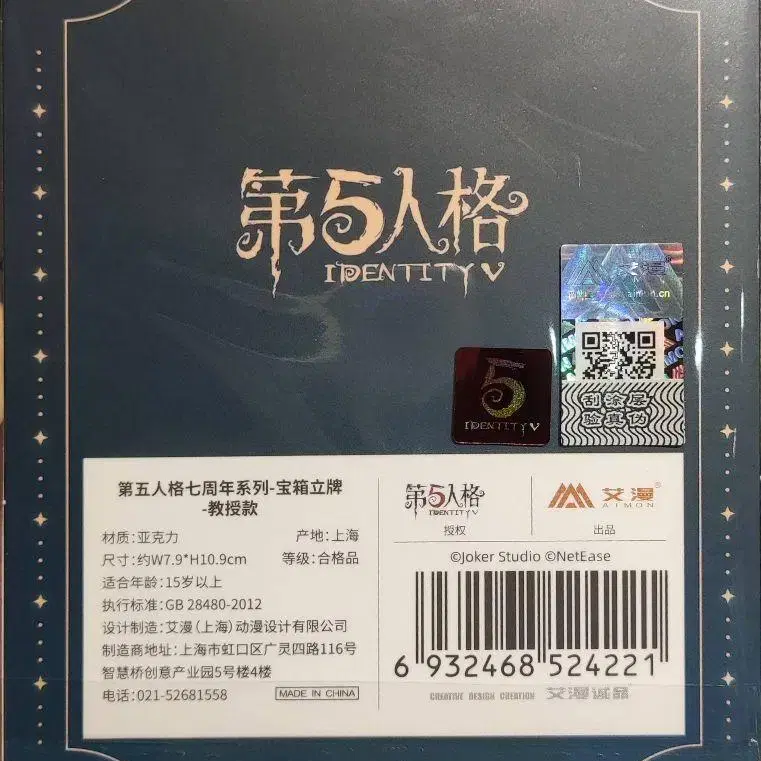 第5人格
IDENTITY V
艾漫
刮涂层
验真伪
5
IDENTITY V
第五人格七周年系列-宝箱立牌
-教授款
材质:亚克力 产地:上海
尺寸:约W7.9*H10.9cm 等级:合格品
适合年龄:15岁以上
执行标准:GB 28480-2012
设计制造:艾漫(上海)动漫设计有限公司
制造商地址:上海市虹口区广灵四路116号
智慧桥创意产业园5号楼4楼
电话:021-52681558 MADE IN CHINA
第5人格
IDENTITY V
授权
艾漫®
AIMON
出品
©Joker Studio ©NetEase
6 932468 524221
CREATIVE DESIGN CREATION 艾漫诚品